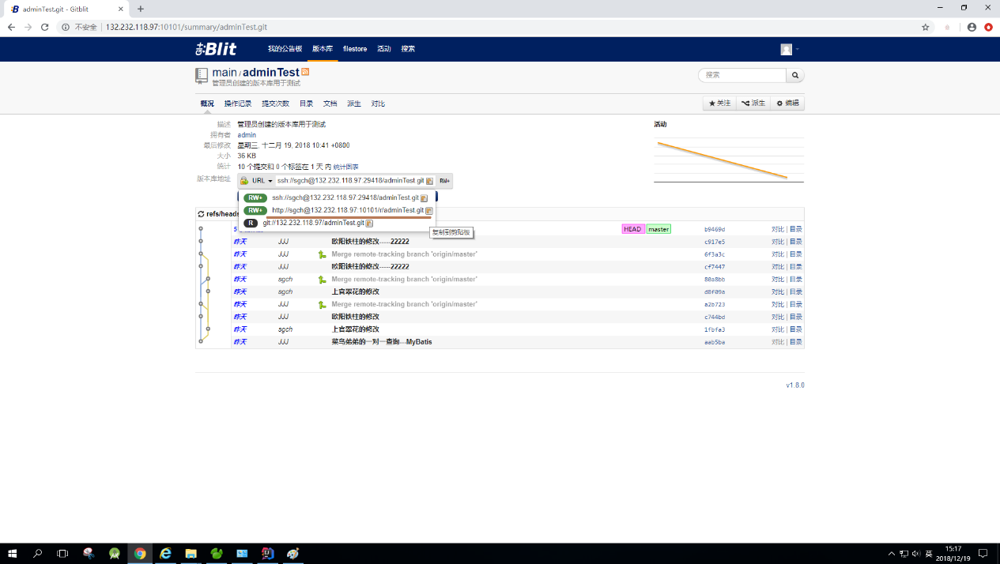 adminTest.git - Gitblit
不安全 132.232.118.97:10101/summary/adminTest.git
Blit 我的公告板 版本库 filestore 活动 搜索
main / adminTest
管理员创建的版本库用于测试
搜索
概况 操作记录 提交次数 目录 文档 派生 对比
关注 派生 编辑
描述 管理员创建的版本库用于测试
活动
拥有者 admin
最后修改 星期三, 十二月 19, 2018 10:41 +0800
大小 36 KB
统计 10 个提交和 0 个标签在 1 天 内 统计图表
版本库地址 URL ssh://sgch@132.232.118.97:29418/adminTest.git RW+
RW+ ssh://sgch@132.232.118.97:29418/adminTest.git
RW+ http://sgch@132.232.118.97:10101/r/adminTest.git
R git://132.232.118.97/adminTest.git
复制到剪贴板
refs/heads
5 HEAD master b9469d 对比 | 目录
昨天 JJJ 欧阳铁柱的修改-----22222 c917e5 对比 | 目录
昨天 JJJ Merge remote-tracking branch 'origin/master' 6f3a3c 对比 | 目录
昨天 JJJ 欧阳铁柱的修改-----22222 cf7447 对比 | 目录
昨天 sgch Merge remote-tracking branch 'origin/master' 80a8bb 对比 | 目录
昨天 sgch 上官翠花的修改 d8f09a 对比 | 目录
昨天 JJJ Merge remote-tracking branch 'origin/master' a2b723 对比 | 目录
昨天 JJJ 欧阳铁柱的修改 c744bd 对比 | 目录
昨天 sgch 上官翠花的修改 1fbfa3 对比 | 目录
昨天 JJJ 菜鸟弟弟的一对一查询---MyBatis aab5ba 对比 | 目录
v1.8.0
英 15:17
2018/12/19